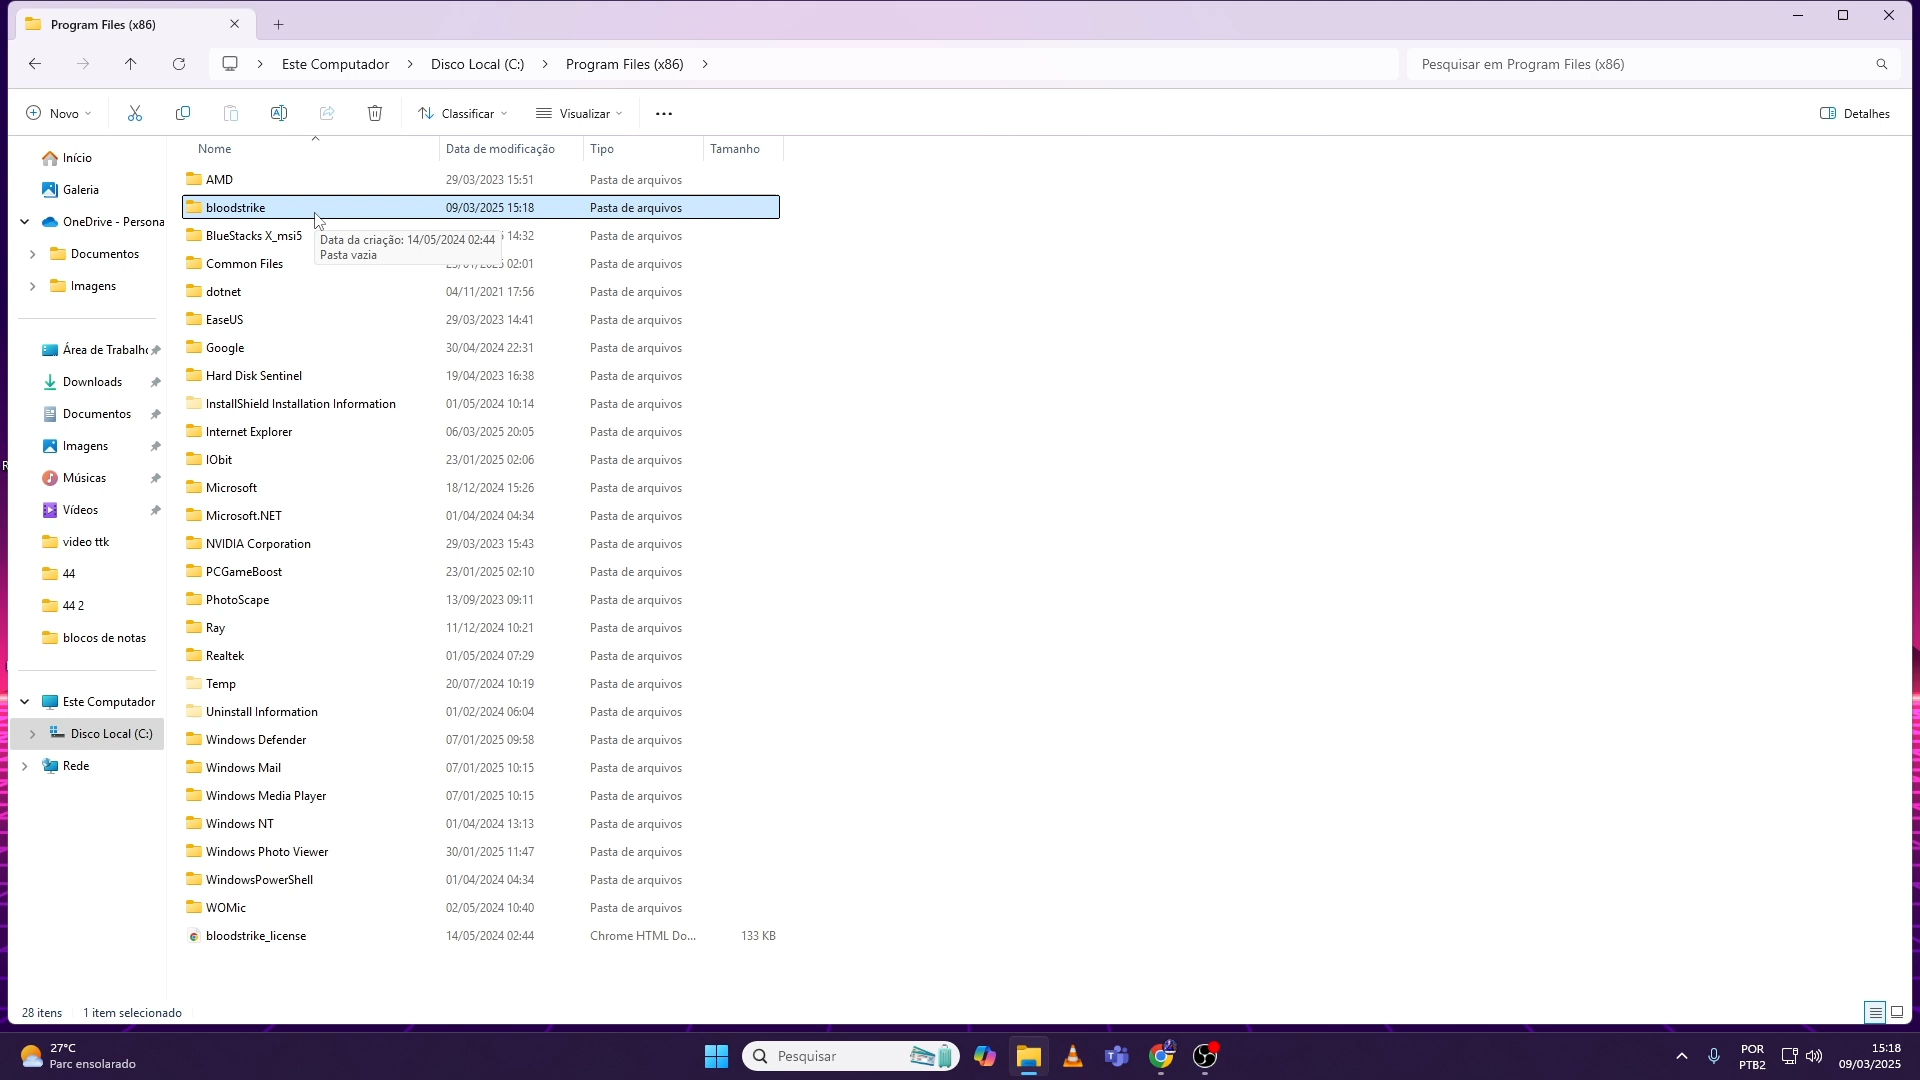 Program Files (x86)
Este Computador
Disco Local (C:)
Program Files (x86)
Pesquisar em Program Files (x86)
Novo
Classificar
Visualizar
Detalhes
Nome Data de modificação Tipo Tamanho
Início
Galeria
OneDrive - Persona
Documentos
Imagens
Área de Trabalho
Downloads
Documentos
Imagens
Músicas
Vídeos
video ttk
44
44 2
blocos de notas
Este Computador
Disco Local (C:)
Rede
AMD 29/03/2023 15:51 Pasta de arquivos
bloodstrike 09/03/2025 15:18 Pasta de arquivos
BlueStacks X_msi5 14:32 Pasta de arquivos
Data da criação: 14/05/2024 02:44
Pasta vazia
Common Files 02:01 Pasta de arquivos
dotnet 04/11/2021 17:56 Pasta de arquivos
EaseUS 29/03/2023 14:41 Pasta de arquivos
Google 30/04/2024 22:31 Pasta de arquivos
Hard Disk Sentinel 19/04/2023 16:38 Pasta de arquivos
InstallShield Installation Information 01/05/2024 10:14 Pasta de arquivos
Internet Explorer 06/03/2025 20:05 Pasta de arquivos
IObit 23/01/2025 02:06 Pasta de arquivos
Microsoft 18/12/2024 15:26 Pasta de arquivos
Microsoft.NET 01/04/2024 04:34 Pasta de arquivos
NVIDIA Corporation 29/03/2023 15:43 Pasta de arquivos
PCGameBoost 23/01/2025 02:10 Pasta de arquivos
PhotoScape 13/09/2023 09:11 Pasta de arquivos
Ray 11/12/2024 10:21 Pasta de arquivos
Realtek 01/05/2024 07:29 Pasta de arquivos
Temp 20/07/2024 10:19 Pasta de arquivos
Uninstall Information 01/02/2024 06:04 Pasta de arquivos
Windows Defender 07/01/2025 09:58 Pasta de arquivos
Windows Mail 07/01/2025 10:15 Pasta de arquivos
Windows Media Player 07/01/2025 10:15 Pasta de arquivos
Windows NT 01/04/2024 13:13 Pasta de arquivos
Windows Photo Viewer 30/01/2025 11:47 Pasta de arquivos
WindowsPowerShell 01/04/2024 04:34 Pasta de arquivos
WOMic 02/05/2024 10:40 Pasta de arquivos
bloodstrike_license 14/05/2024 02:44 Chrome HTML Do... 133 KB
28 itens 1 item selecionado
27°C
Parc ensolarado
Pesquisar
POR
PTB2
15:18
09/03/2025